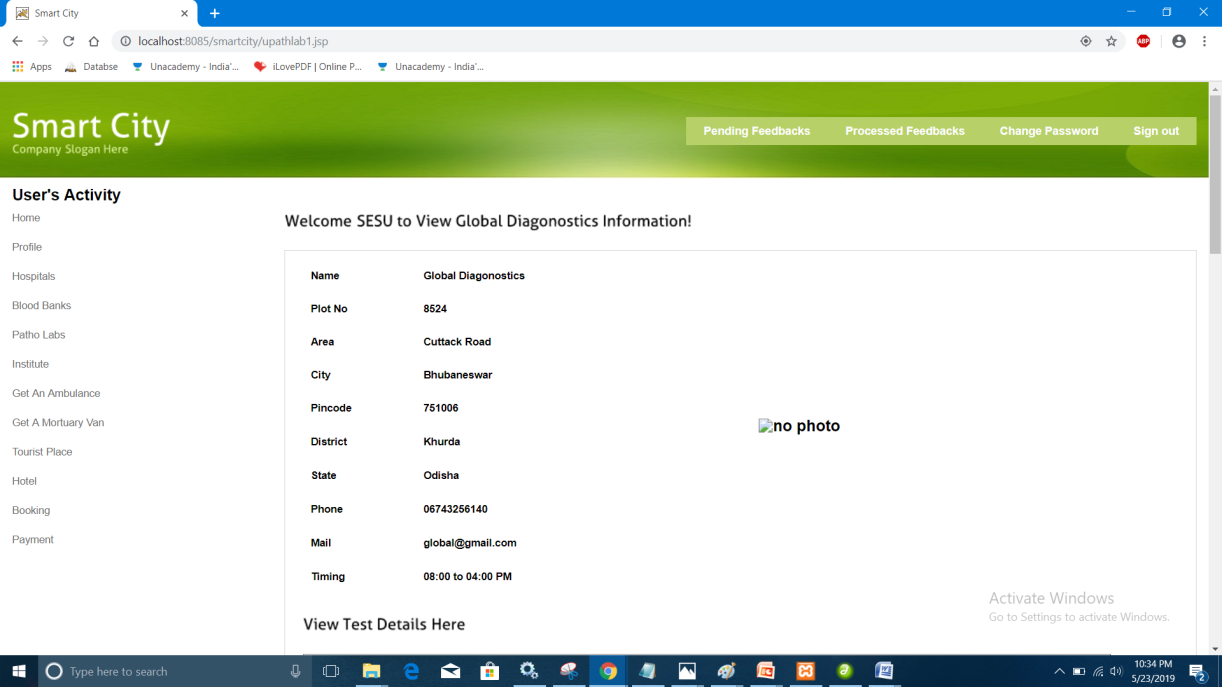 Smart City
localhost:8085/smartcity/upathlab1.jsp
ABP
Apps
Databse
Unacademy - India'...
iLovePDF | Online P...
Unacademy - India'...
Smart City
Company Slogan Here
Pending Feedbacks
Processed Feedbacks
Change Password
Sign out
User's Activity
Home
Profile
Hospitals
Blood Banks
Patho Labs
Institute
Get An Ambulance
Get A Mortuary Van
Tourist Place
Hotel
Booking
Payment
Welcome SESU to View Global Diagonostics Information!
Name Global Diagonostics
Plot No 8524
Area Cuttack Road
City Bhubaneswar
Pincode 751006
District Khurda
State Odisha
Phone 06743256140
Mail global@gmail.com
Timing 08:00 to 04:00 PM
no photo
View Test Details Here
Activate Windows
Go to Settings to activate Windows.
Type here to search
10:34 PM
5/23/2019
2